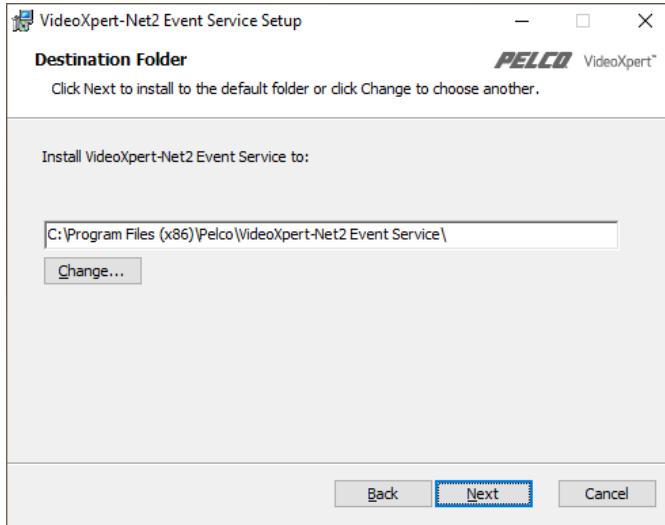 VideoXpert-Net2 Event Service Setup
Destination Folder
PELCO VideoXpert™
Click Next to install to the default folder or click Change to choose another.
Install VideoXpert-Net2 Event Service to:
C:\Program Files (x86)\Pelco\VideoXpert-Net2 Event Service\
Change...
Back Next Cancel